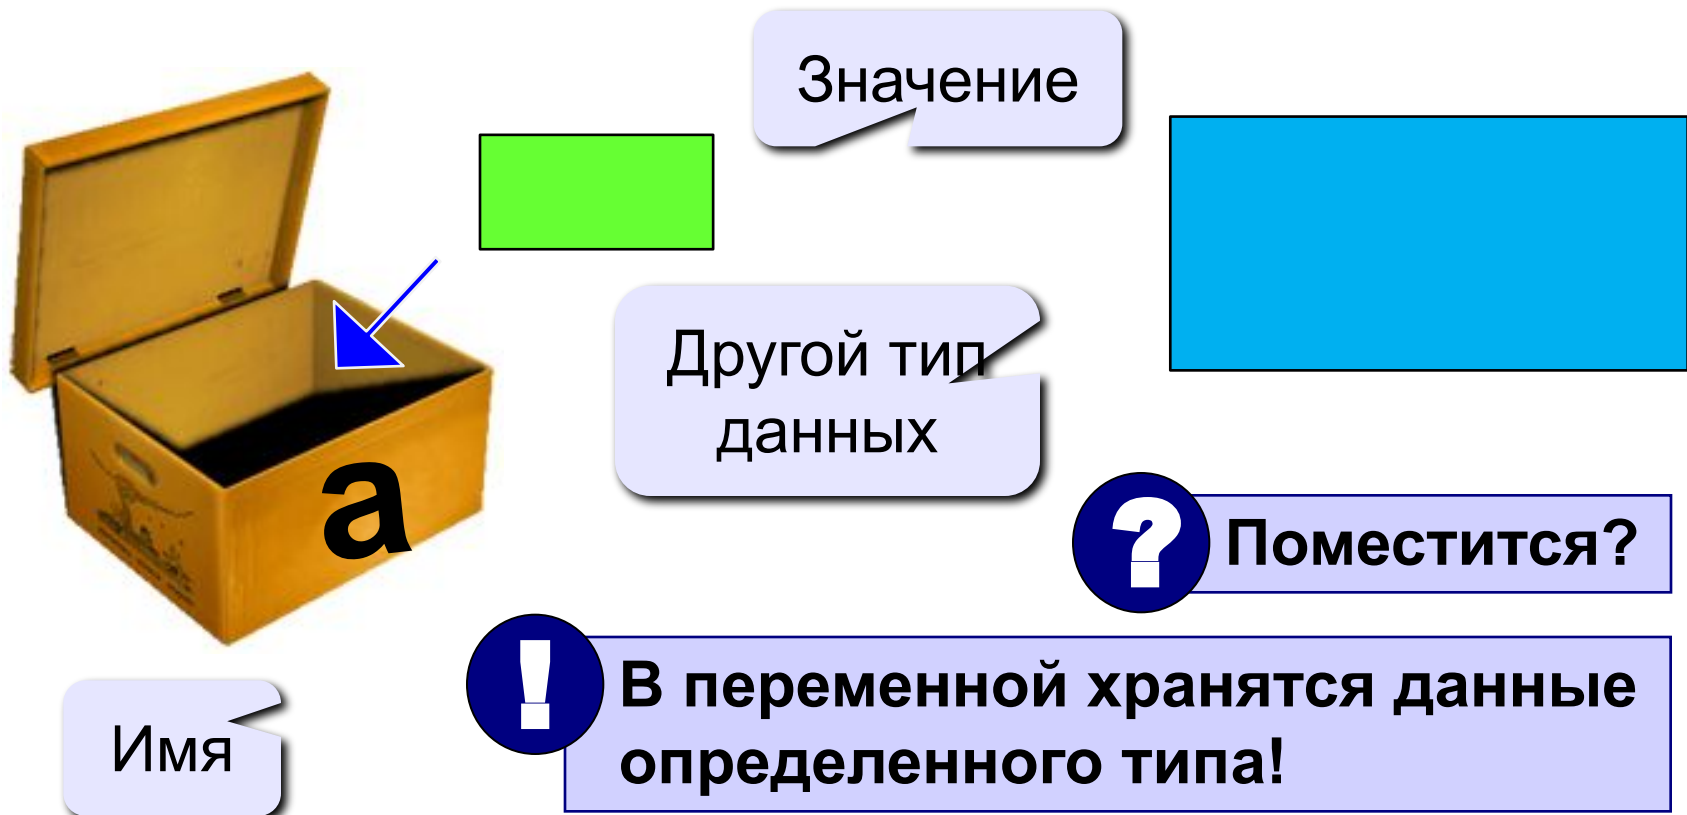 Значение
Другой тип
данных
a
?
Поместится?
!
В переменной хранятся данные
определенного типа!
Имя